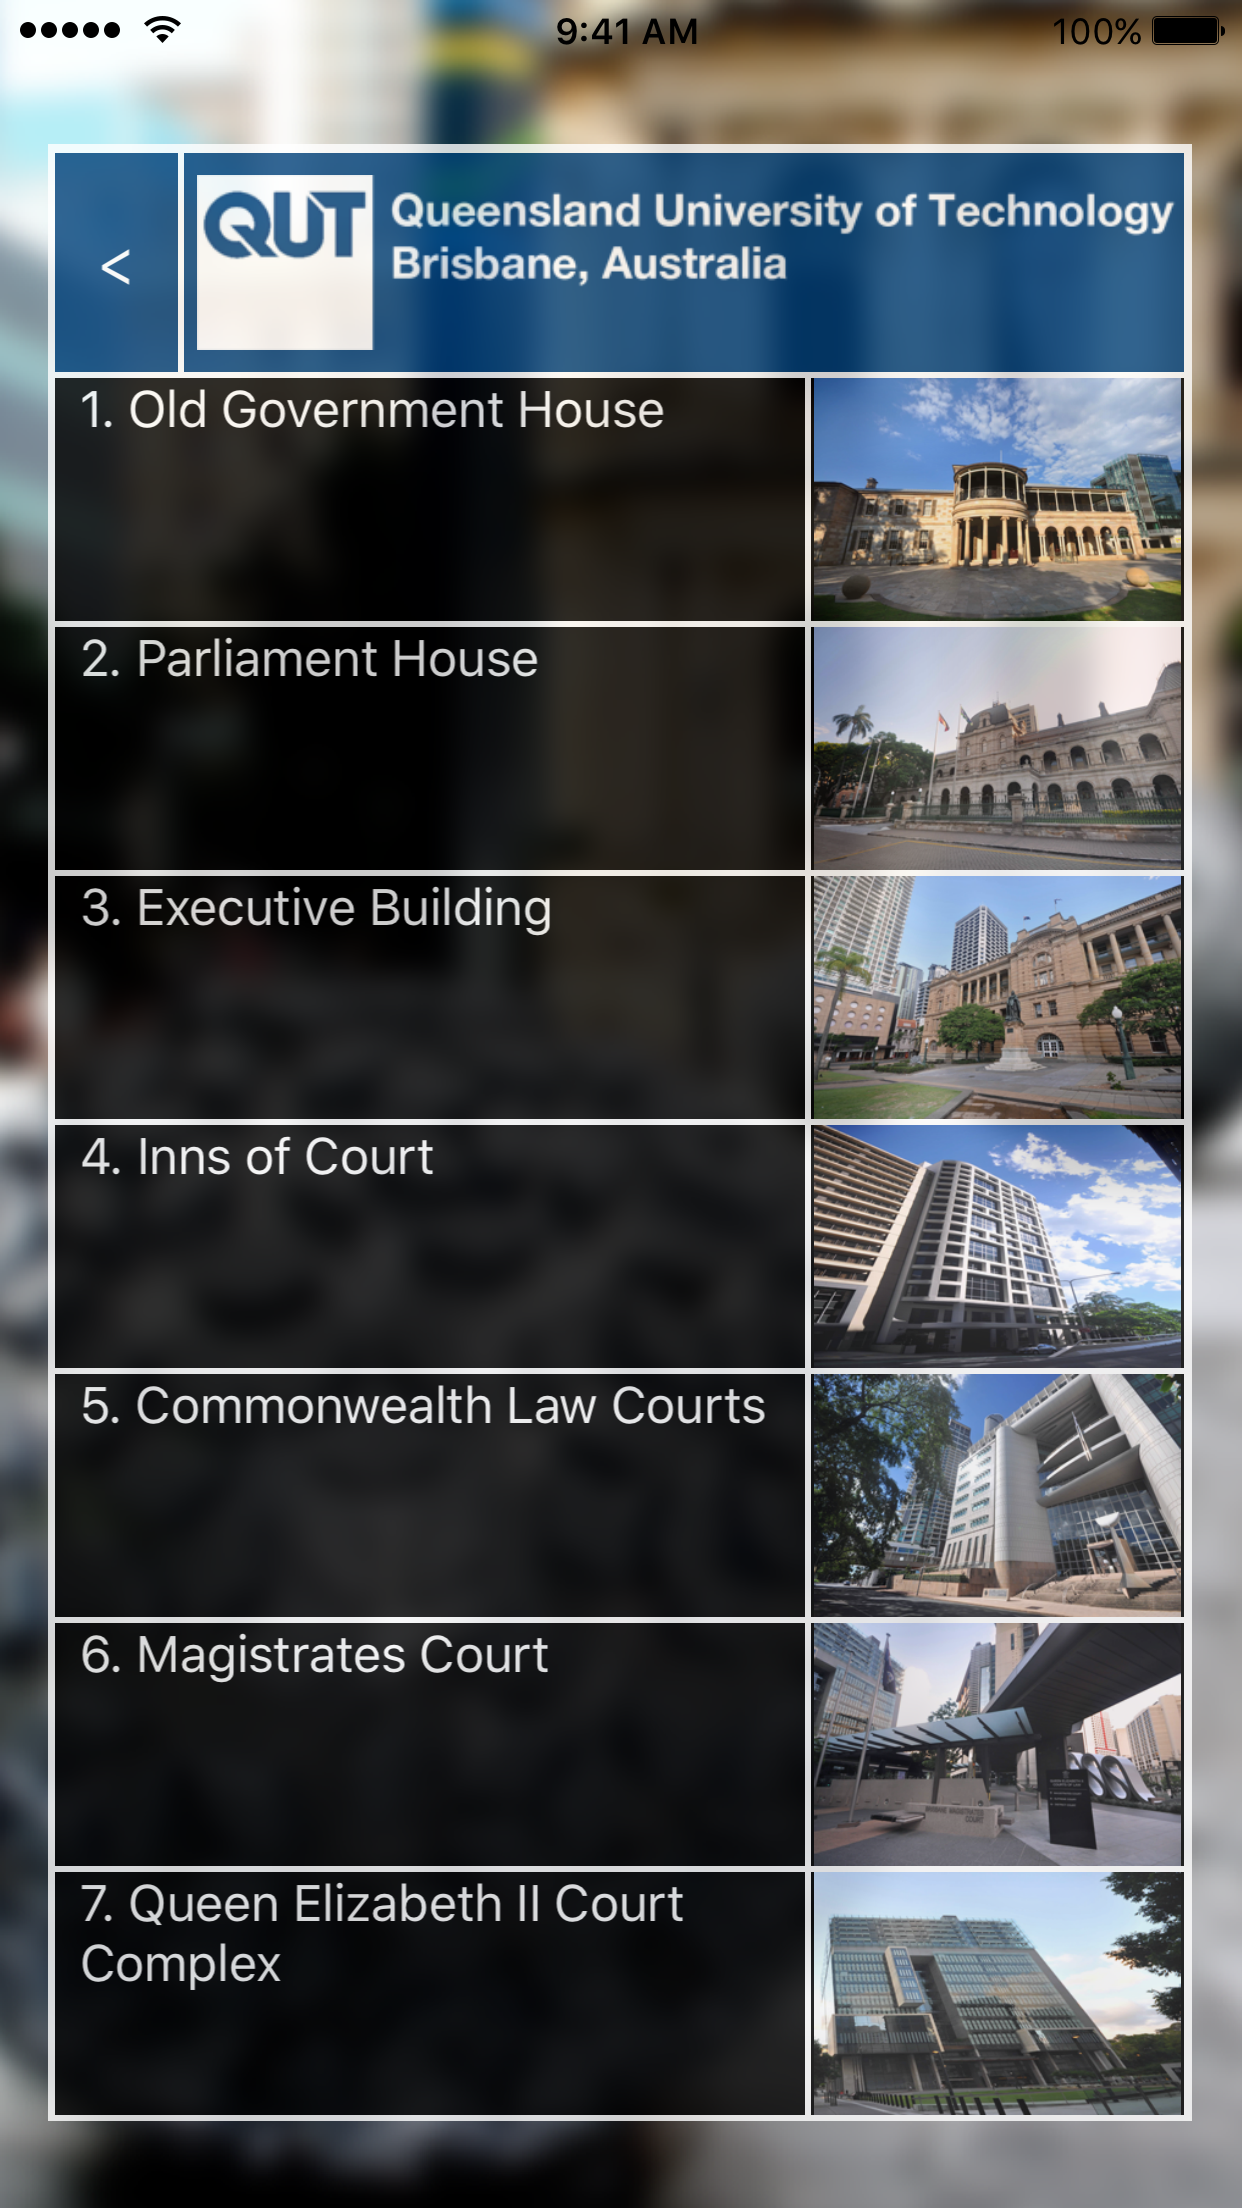 9:41 AM
100%
<
QUT
Queensland University of Technology
Brisbane, Australia
1. Old Government House
2. Parliament House
3. Executive Building
4. Inns of Court
5. Commonwealth Law Courts
6. Magistrates Court
7. Queen Elizabeth II Court
Complex